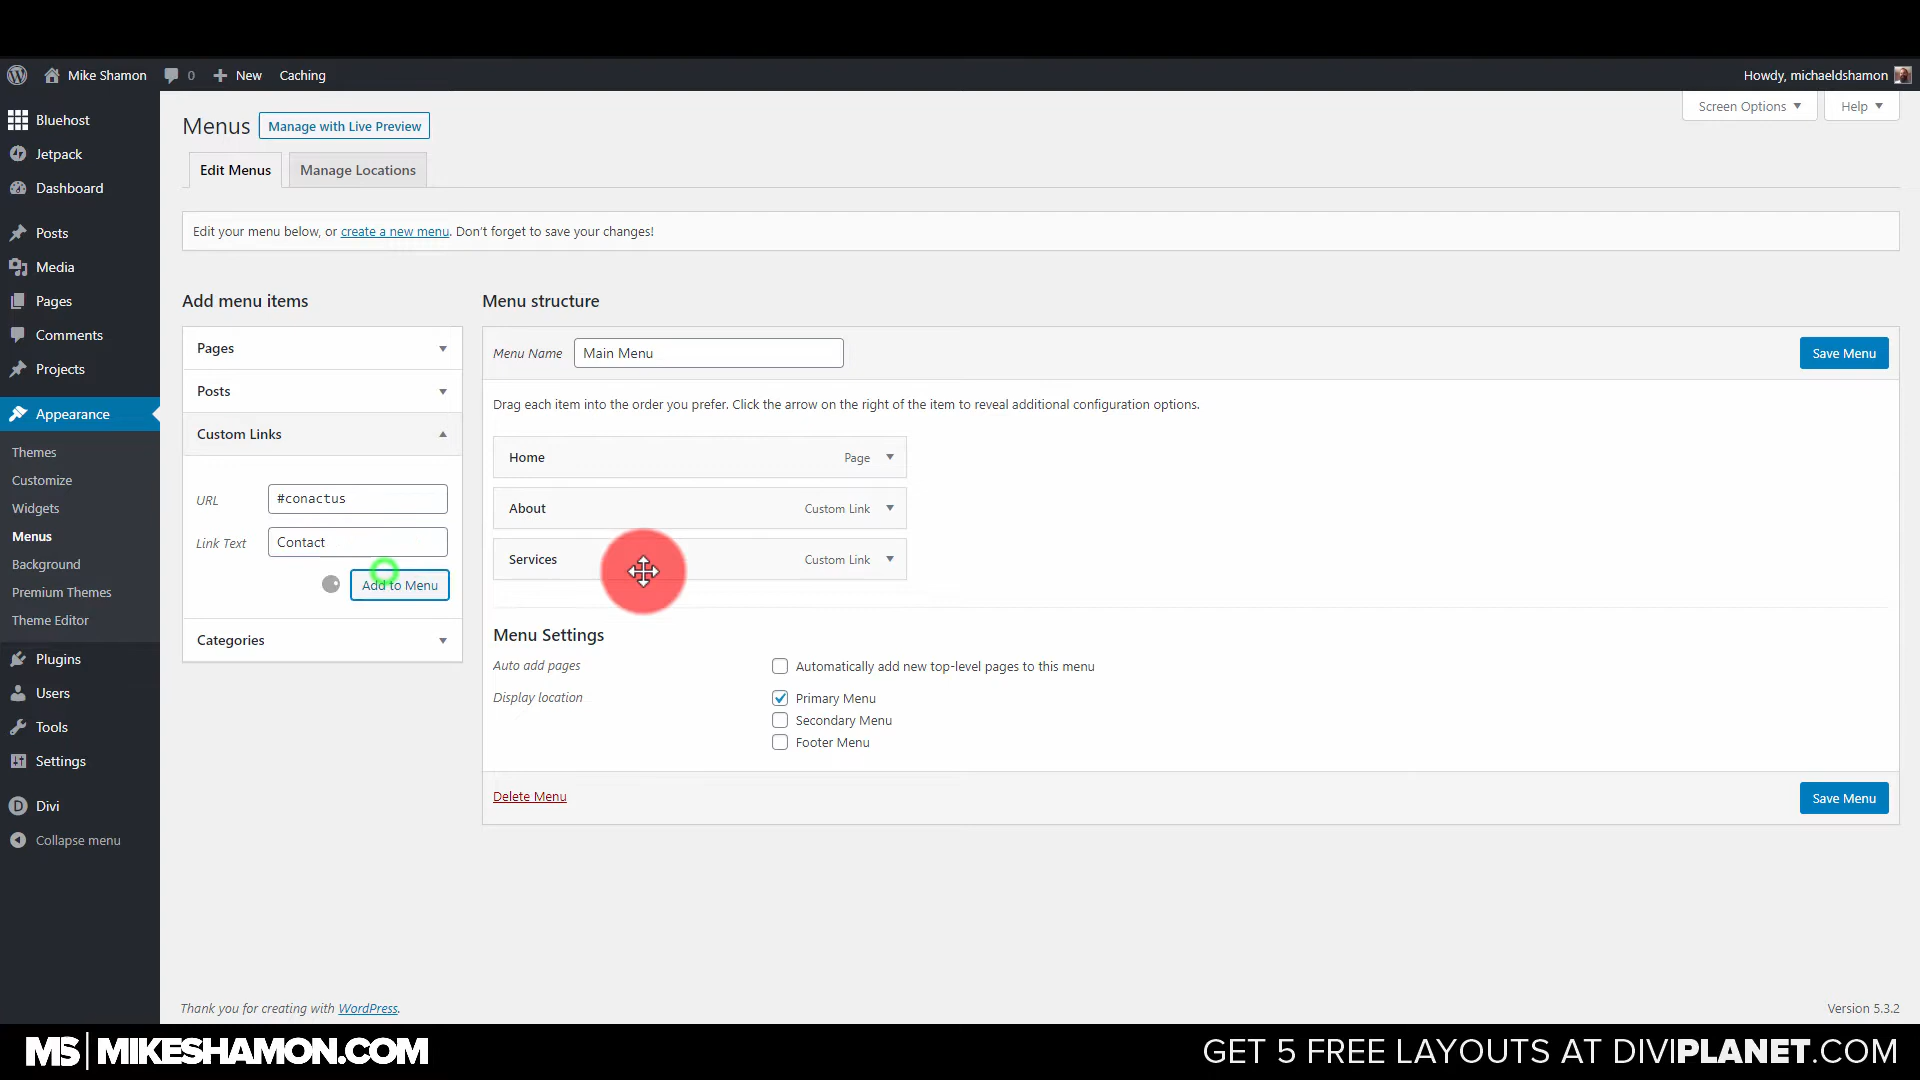 Mike Shamon 0 New Caching Howdy, michaeldshamon
Screen Options Help
Bluehost
Jetpack
Dashboard
Posts
Media
Pages
Comments
Projects
Appearance
Themes
Customize
Widgets
Menus
Background
Premium Themes
Theme Editor
Plugins
Users
Tools
Settings
Divi
Collapse menu
Menus Manage with Live Preview
Edit Menus Manage Locations
Edit your menu below, or create a new menu. Don’t forget to save your changes!
Add menu items
Pages
Posts
Custom Links
URL #conactus
Link Text Contact
Add to Menu
Categories
Menu structure
Menu Name Main Menu Save Menu
Drag each item into the order you prefer. Click the arrow on the right of the item to reveal additional configuration options.
Home Page
About Custom Link
Services Custom Link
Menu Settings
Auto add pages Automatically add new top-level pages to this menu
Display location Primary Menu
Secondary Menu
Footer Menu
Delete Menu Save Menu
Thank you for creating with WordPress. Version 5.3.2
MS MIKESHAMON.COM GET 5 FREE LAYOUTS AT DIVIPLANET.COM